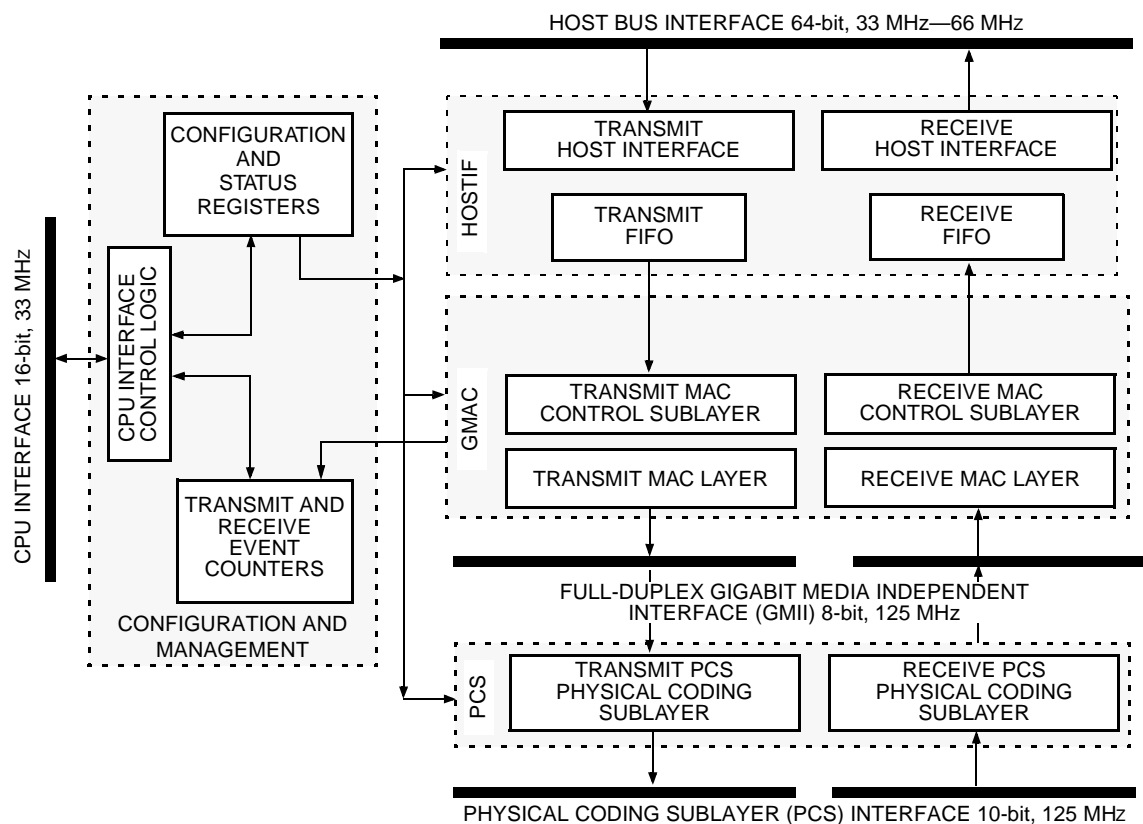 HOST BUS INTERFACE 64-bit, 33 MHz—66 MHz
CONFIGURATION
AND
STATUS
REGISTERS
CPU INTERFACE 16-bit, 33 MHz
CPU INTERFACE
CONTROL LOGIC
TRANSMIT AND
RECEIVE
EVENT
COUNTERS
CONFIGURATION AND
MANAGEMENT
HOSTIF
TRANSMIT
HOST INTERFACE
RECEIVE
HOST INTERFACE
TRANSMIT
FIFO
RECEIVE
FIFO
GMAC
TRANSMIT MAC
CONTROL SUBLAYER
RECEIVE MAC
CONTROL SUBLAYER
TRANSMIT MAC LAYER
RECEIVE MAC LAYER
FULL-DUPLEX GIGABIT MEDIA INDEPENDENT
INTERFACE (GMII) 8-bit, 125 MHz
PCS
TRANSMIT PCS
PHYSICAL CODING
SUBLAYER
RECEIVE PCS
PHYSICAL CODING
SUBLAYER
PHYSICAL CODING SUBLAYER (PCS) INTERFACE 10-bit, 125 MHz